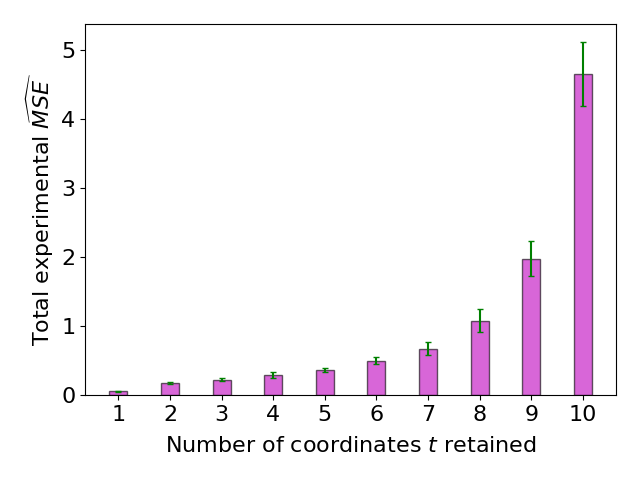 Total experimental $\widehat{MSE}$
5
4
3
2
1
0
1 2 3 4 5 6 7 8 9 10
Number of coordinates t retained